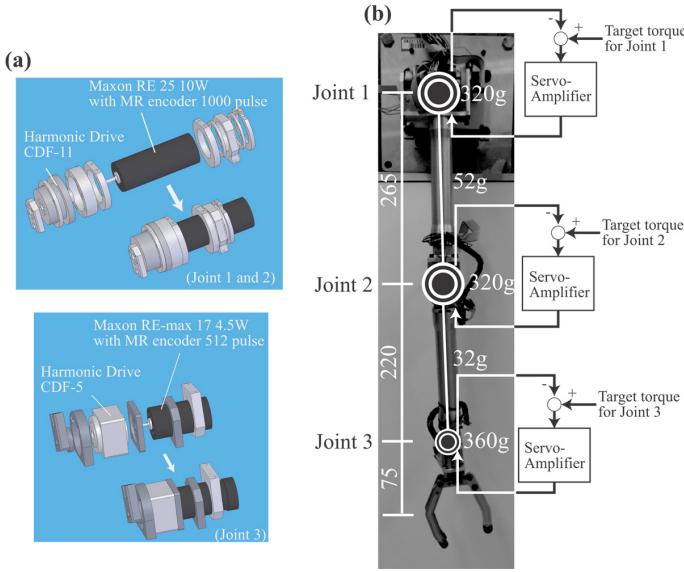 (a)
Maxon RE 25 10W
with MR encoder 1000 pulse
Harmonic Drive
CDF-11
(Joint 1 and 2)
Maxon RE-max 17 4.5W
with MR encoder 512 pulse
Harmonic Drive
CDF-5
(Joint 3)
(b)
Joint 1
320g
-
+
Target torque
for Joint 1
Servo-
Amplifier
265
52g
Joint 2
320g
-
+
Target torque
for Joint 2
Servo-
Amplifier
220
32g
Joint 3
360g
-
+
Target torque
for Joint 3
Servo-
Amplifier
75